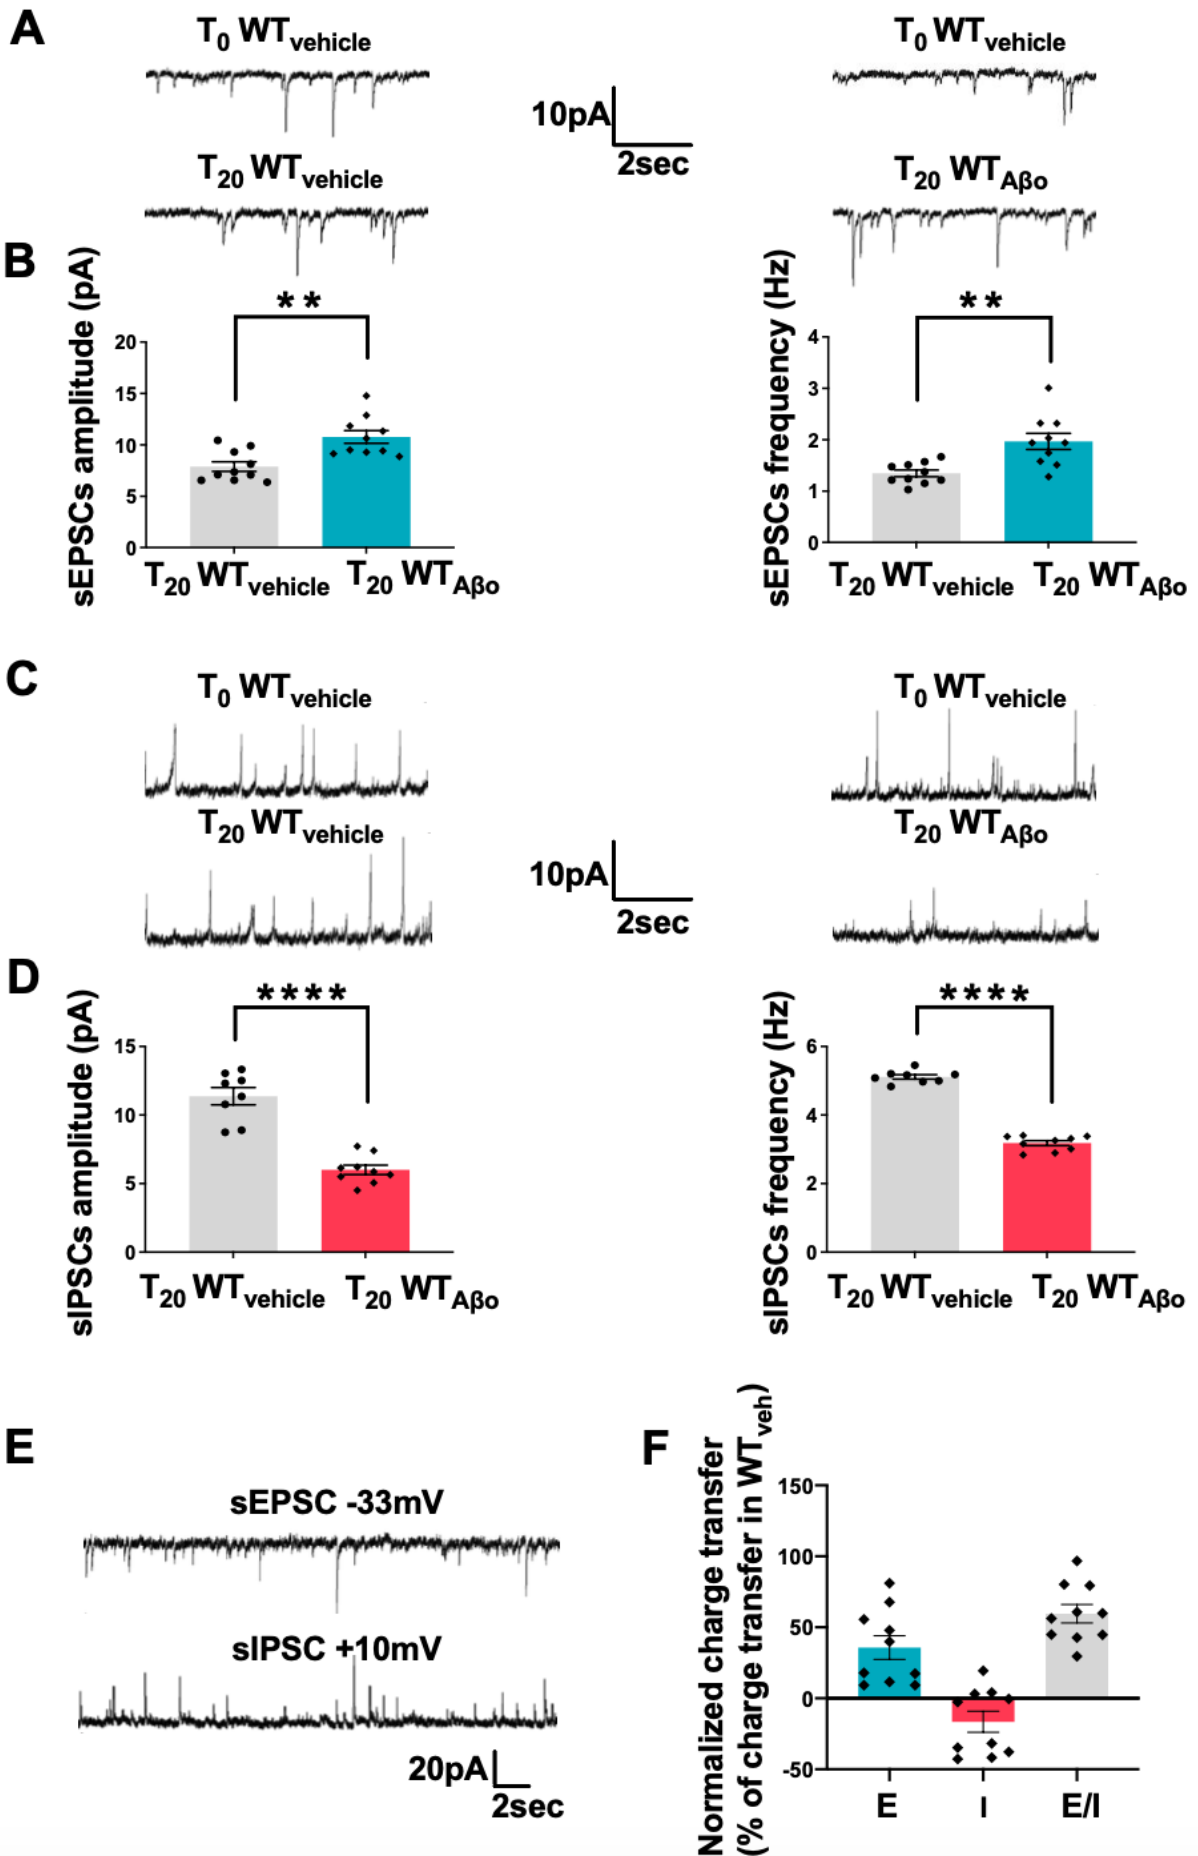 A
T0 WTvehicle
T0 WTvehicle
10pA
2sec
T20 WTvehicle
T20 WTAβo
B
sEPSCs amplitude (pA)
**
20
15
10
5
0
T20 WTvehicle
T20 WTAβo
sEPSCs frequency (Hz)
**
4
3
2
1
0
T20 WTvehicle
T20 WTAβo
C
T0 WTvehicle
T0 WTvehicle
T20 WTvehicle
T20 WTAβo
10pA
2sec
D
sIPSCs amplitude (pA)
****
15
10
5
0
T20 WTvehicle
T20 WTAβo
sIPSCs frequency (Hz)
****
6
4
2
0
T20 WTvehicle
T20 WTAβo
E
sEPSC -33mV
sIPSC +10mV
20pA
2sec
F
Normalized charge transfer
(% of charge transfer in WTveh)
150
100
50
0
-50
E
I
E/I